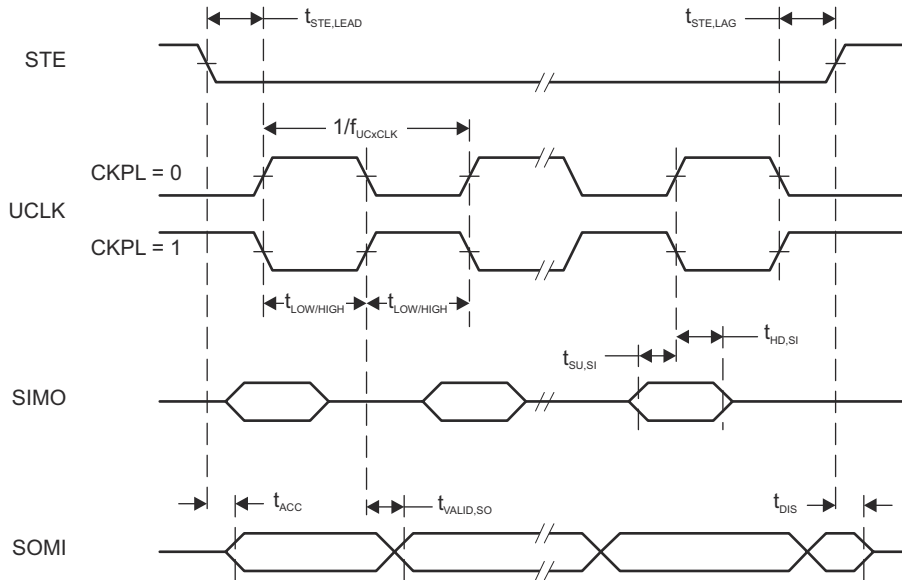 tSTE,LEAD tSTE,LAG
STE
1/fUCxCLK
CKPL = 0
UCLK
CKPL = 1
tLOW/HIGH tLOW/HIGH
tHD,SI
tSU,SI
SIMO
tACC tVALID,SO tDIS
SOMI